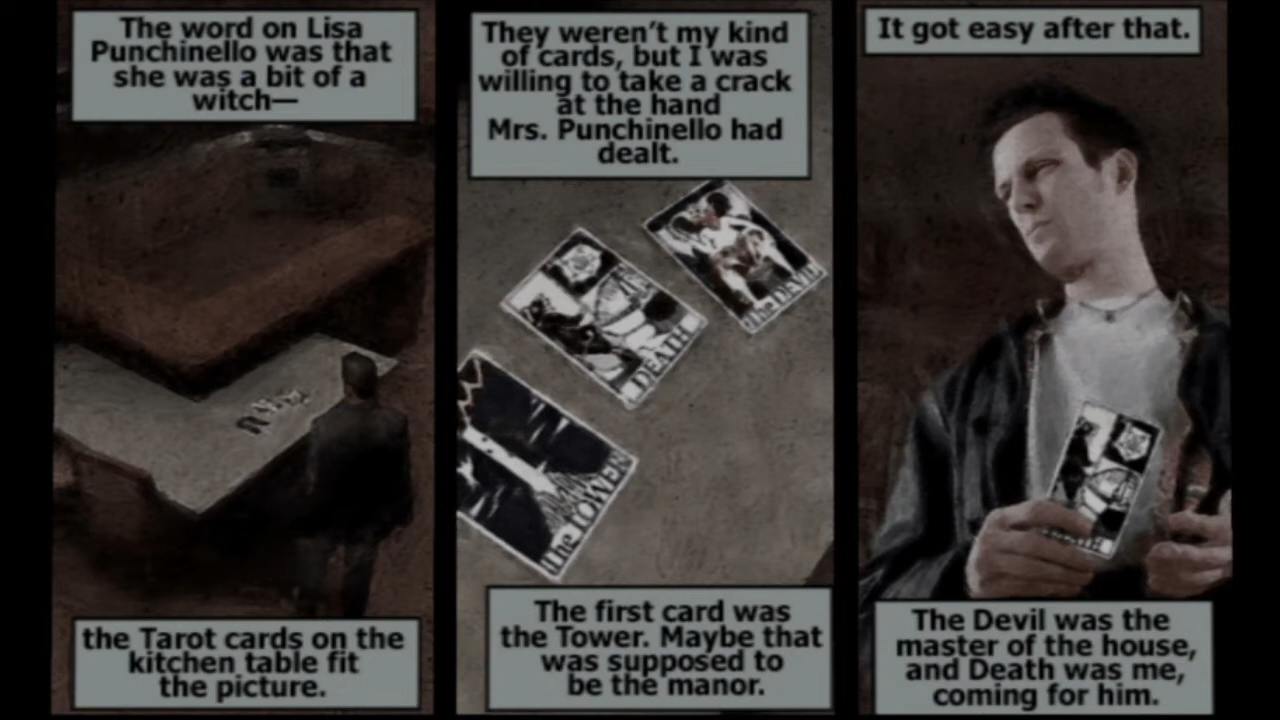 The word on Lisa
Punchinello was that
she was a bit of a
witch—
the Tarot cards on the
kitchen table fit
the picture.
They weren't my kind
of cards, but I was
willing to take a crack
at the hand
Mrs. Punchinello had
dealt.
The DEVIL
DEATH
The TOWER
The first card was
the Tower. Maybe that
was supposed to
be the manor.
It got easy after that.
The Devil was the
master of the house,
and Death was me,
coming for him.